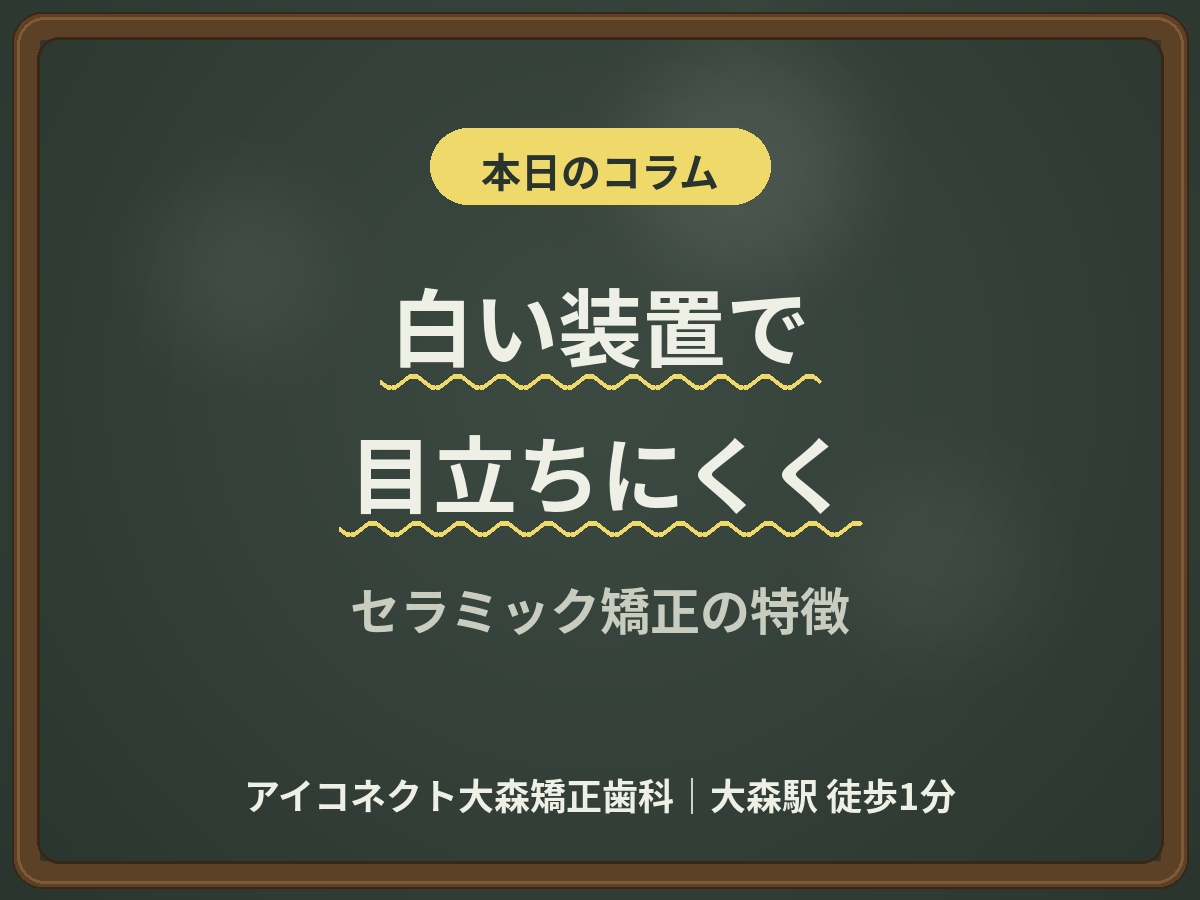 本日のコラム
白い装置で
目立ちにくく
セラミック矯正の特徴
アイコネクト大森矯正歯科｜大森駅 徒歩1分